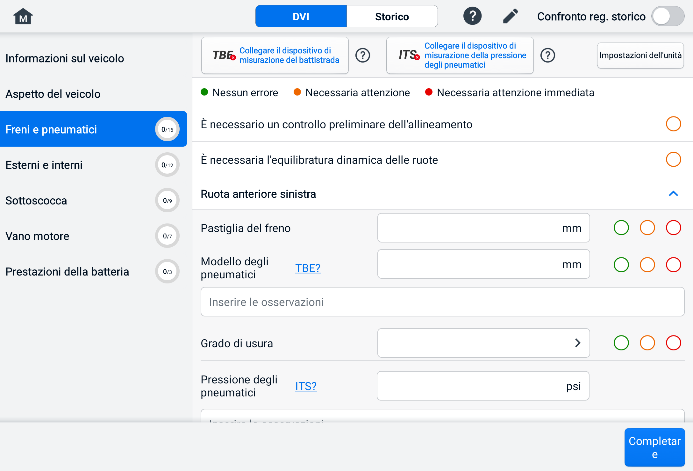 M
DVI
Storico
?
Confronto reg. storico
Informazioni sul veicolo
Aspetto del veicolo
Freni e pneumatici
0/15
Esterni e interni
0/12
Sottoscocca
0/9
Vano motore
0/7
Prestazioni della batteria
0/3
TBE
Collegare il dispositivo di
misurazione del battistrada
?
ITS
Collegare il dispositivo di
misurazione della pressione
degli pneumatici
?
Impostazioni dell'unità
Nessun errore
Necessaria attenzione
Necessaria attenzione immediata
È necessario un controllo preliminare dell'allineamento
È necessaria l'equilibratura dinamica delle ruote
Ruota anteriore sinistra
Pastiglia del freno
mm
Modello degli
pneumatici
TBE?
mm
Inserire le osservazioni
Grado di usura
Pressione degli
pneumatici
ITS?
psi
Inserire le osservazioni
Completar
e